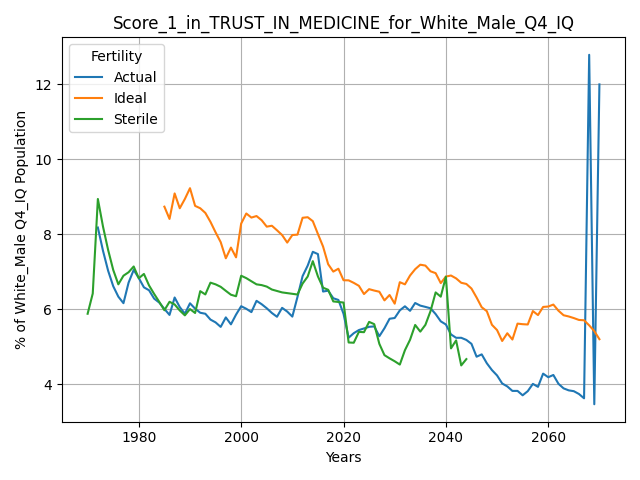 Score_1_in_TRUST_IN_MEDICINE_for_White_Male_Q4_IQ
Fertility
Actual
Ideal
Sterile
% of White_Male Q4_IQ Population
12
10
8
6
4
1980 2000 2020 2040 2060
Years